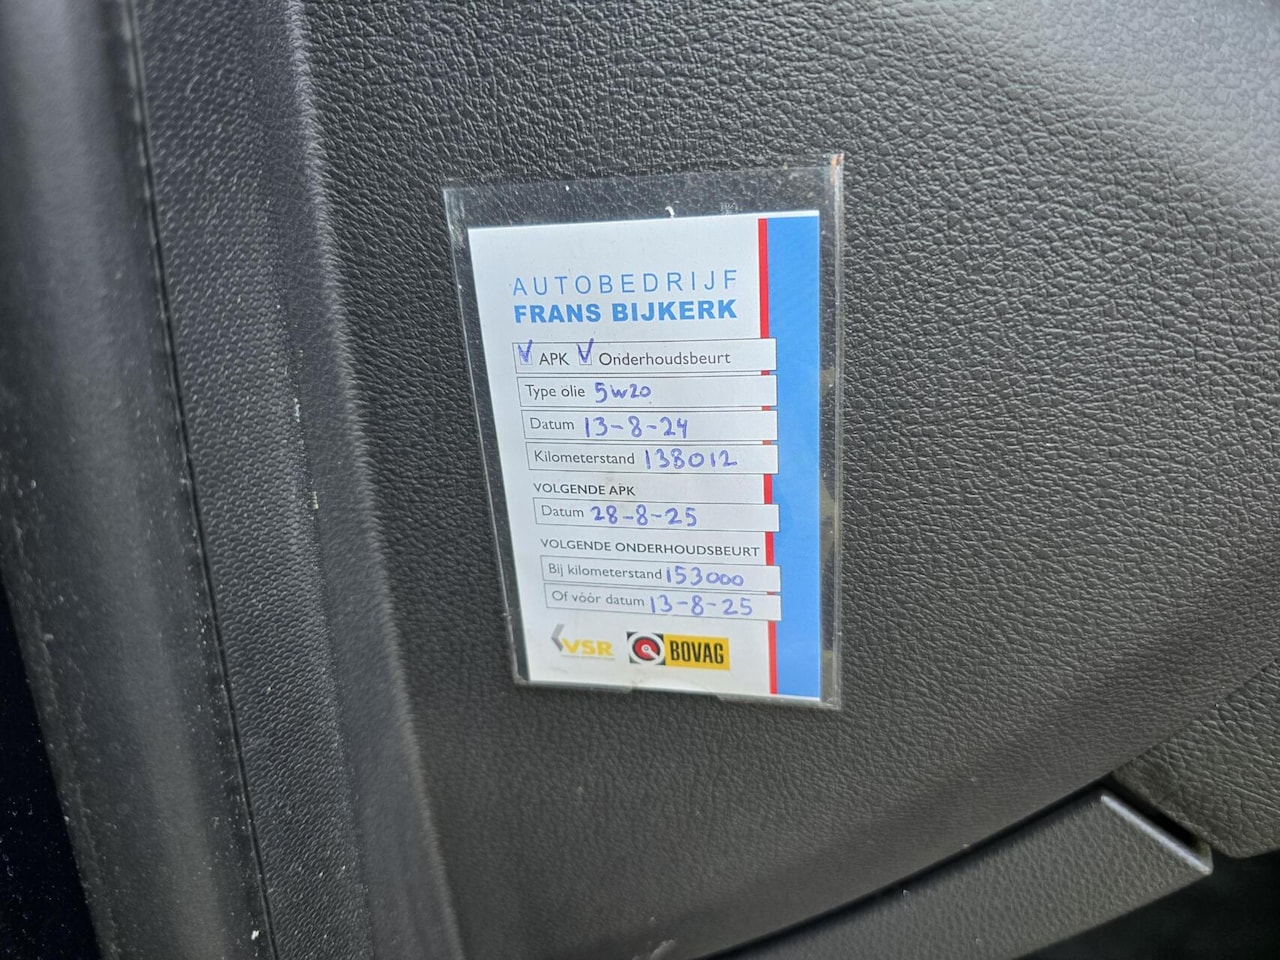 AUTOBEDRIJF
FRANS BIJKERK
APK Onderhoudsbeurt
Type olie 5W20
Datum 13-8-24
Kilometerstand 138012
VOLGENDE APK
Datum 28-8-25
VOLGENDE ONDERHOUDSBEURT
Bij kilometerstand 153000
Of vóór datum 13-8-25
VSR BOVAG